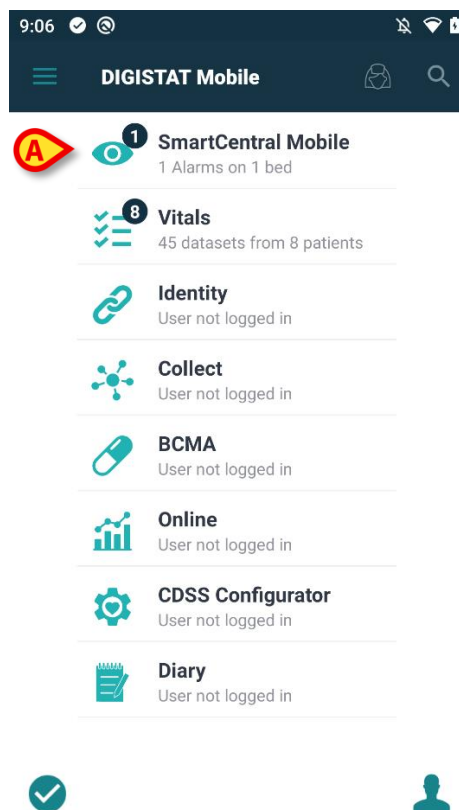 9:06
DIGISTAT Mobile
A
1
SmartCentral Mobile
1 Alarms on 1 bed
8
Vitals
45 datasets from 8 patients
Identity
User not logged in
Collect
User not logged in
BCMA
User not logged in
Online
User not logged in
CDSS Configurator
User not logged in
Diary
User not logged in